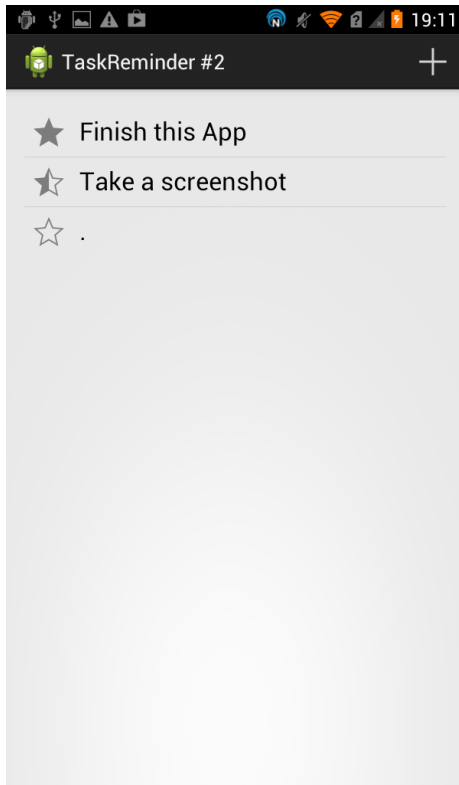 19:11
TaskReminder #2
Finish this App
Take a screenshot
.